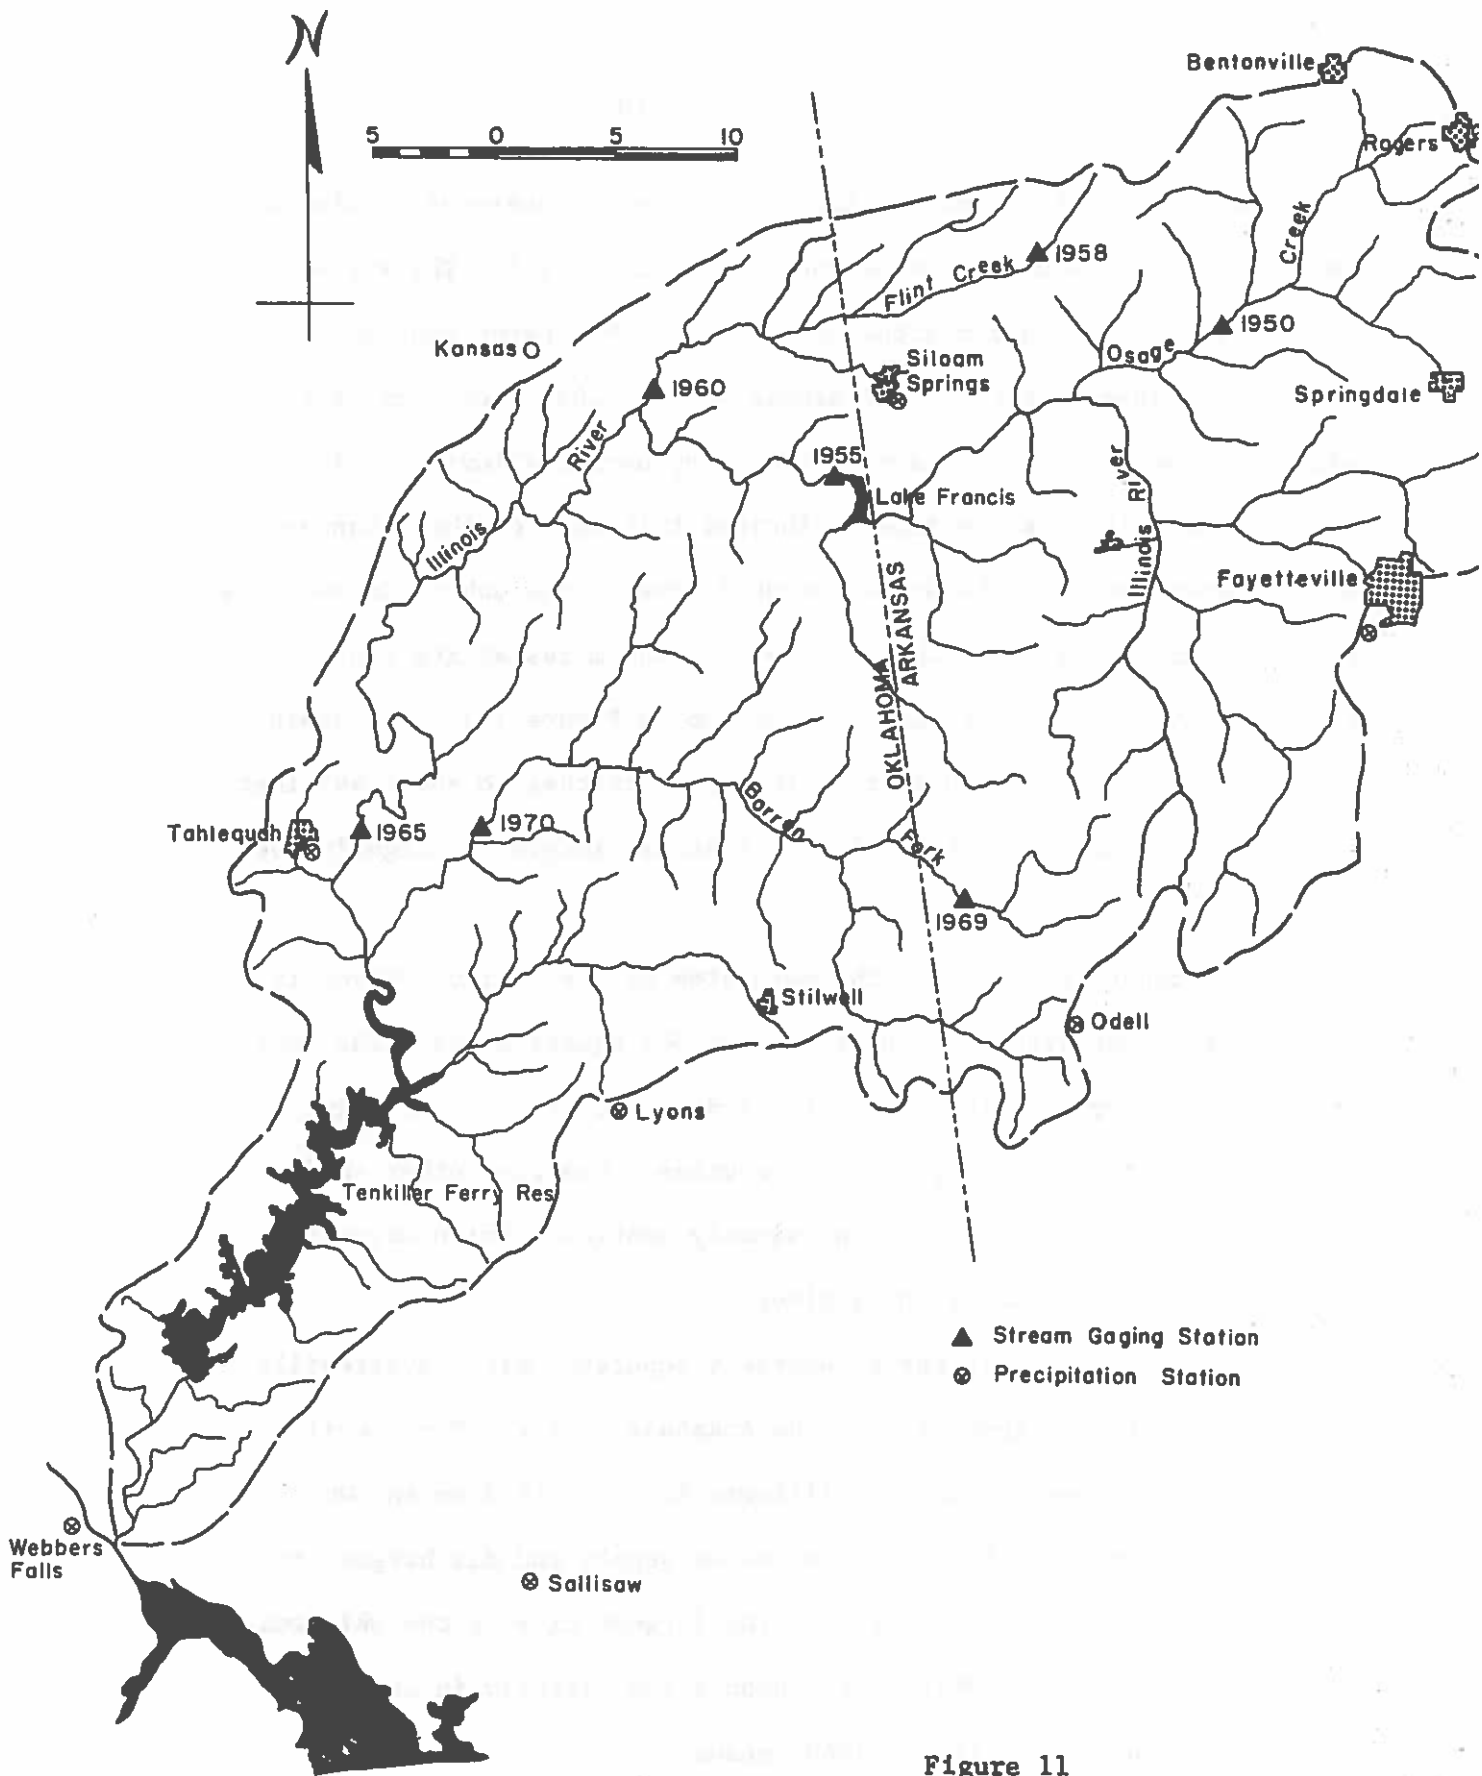 N
Bentonville
5 0 5 10
Rogers
Creek
1958
Flint Creek
1950
Kansas
Osage
Siloam
Springs
1960
Springdale
River
1955
Lake Francis
River
Illinois
Illinois
Fayetteville
ARKANSAS
OKLAHOMA
Barren
Fork
Tahlequah
1965
1970
1969
Stilwell
Odell
Lyons
Tenkiller Ferry Res
Stream Gaging Station
Precipitation Station
Webbers
Falls
Sallisaw
Figure 11